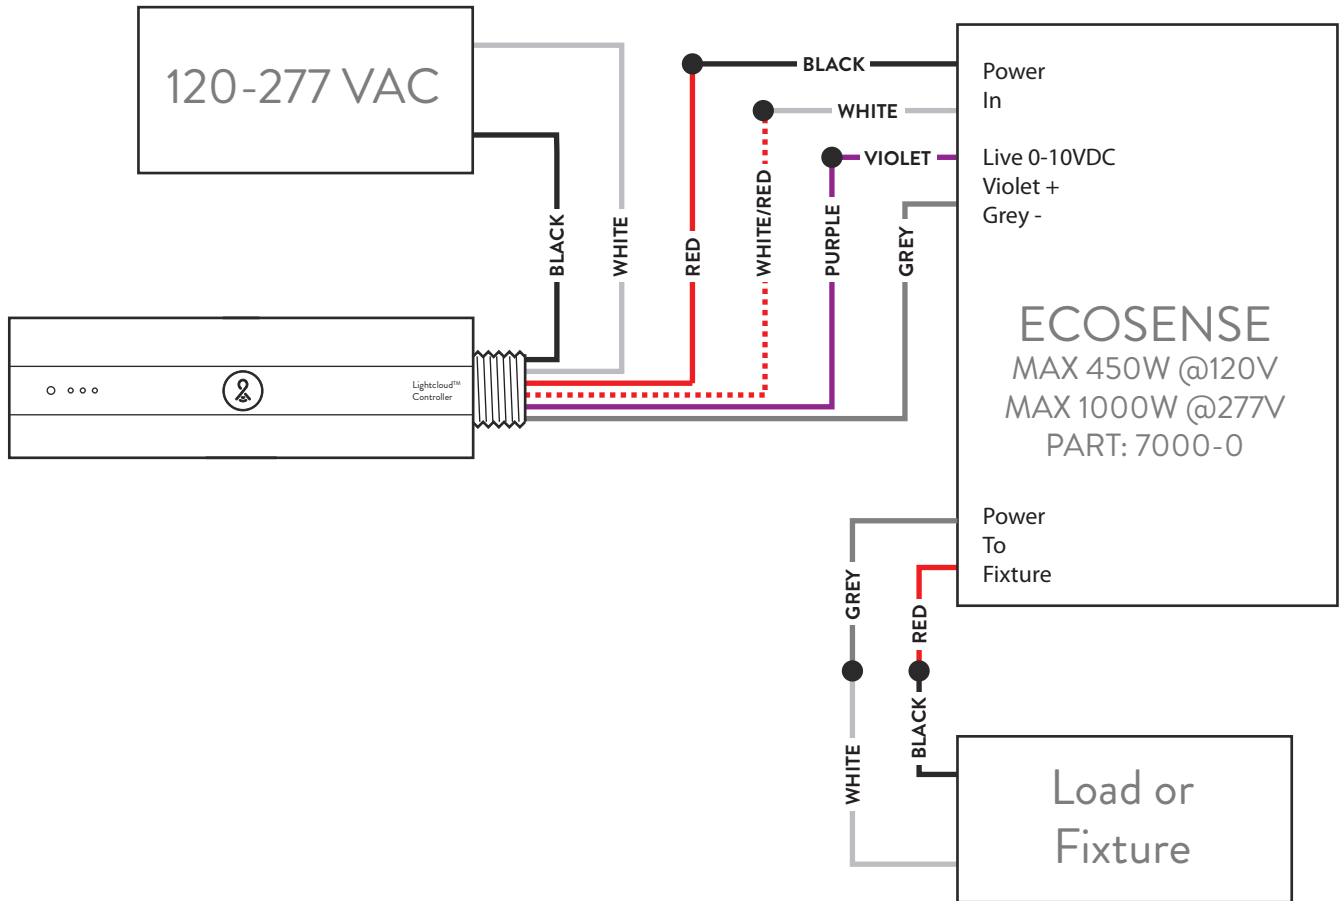 120-277 VAC
BLACK
WHITE
RED
WHITE/RED
PURPLE
GREY
BLACK
WHITE
VIOLET
Power
In
Live 0-10VDC
Violet +
Grey -
ECOSENSE
MAX 450W @120V
MAX 1000W @277V
PART: 7000-0
Power
To
Fixture
Lightcloud™
Controller
GREY
RED
WHITE
BLACK
Load or
Fixture